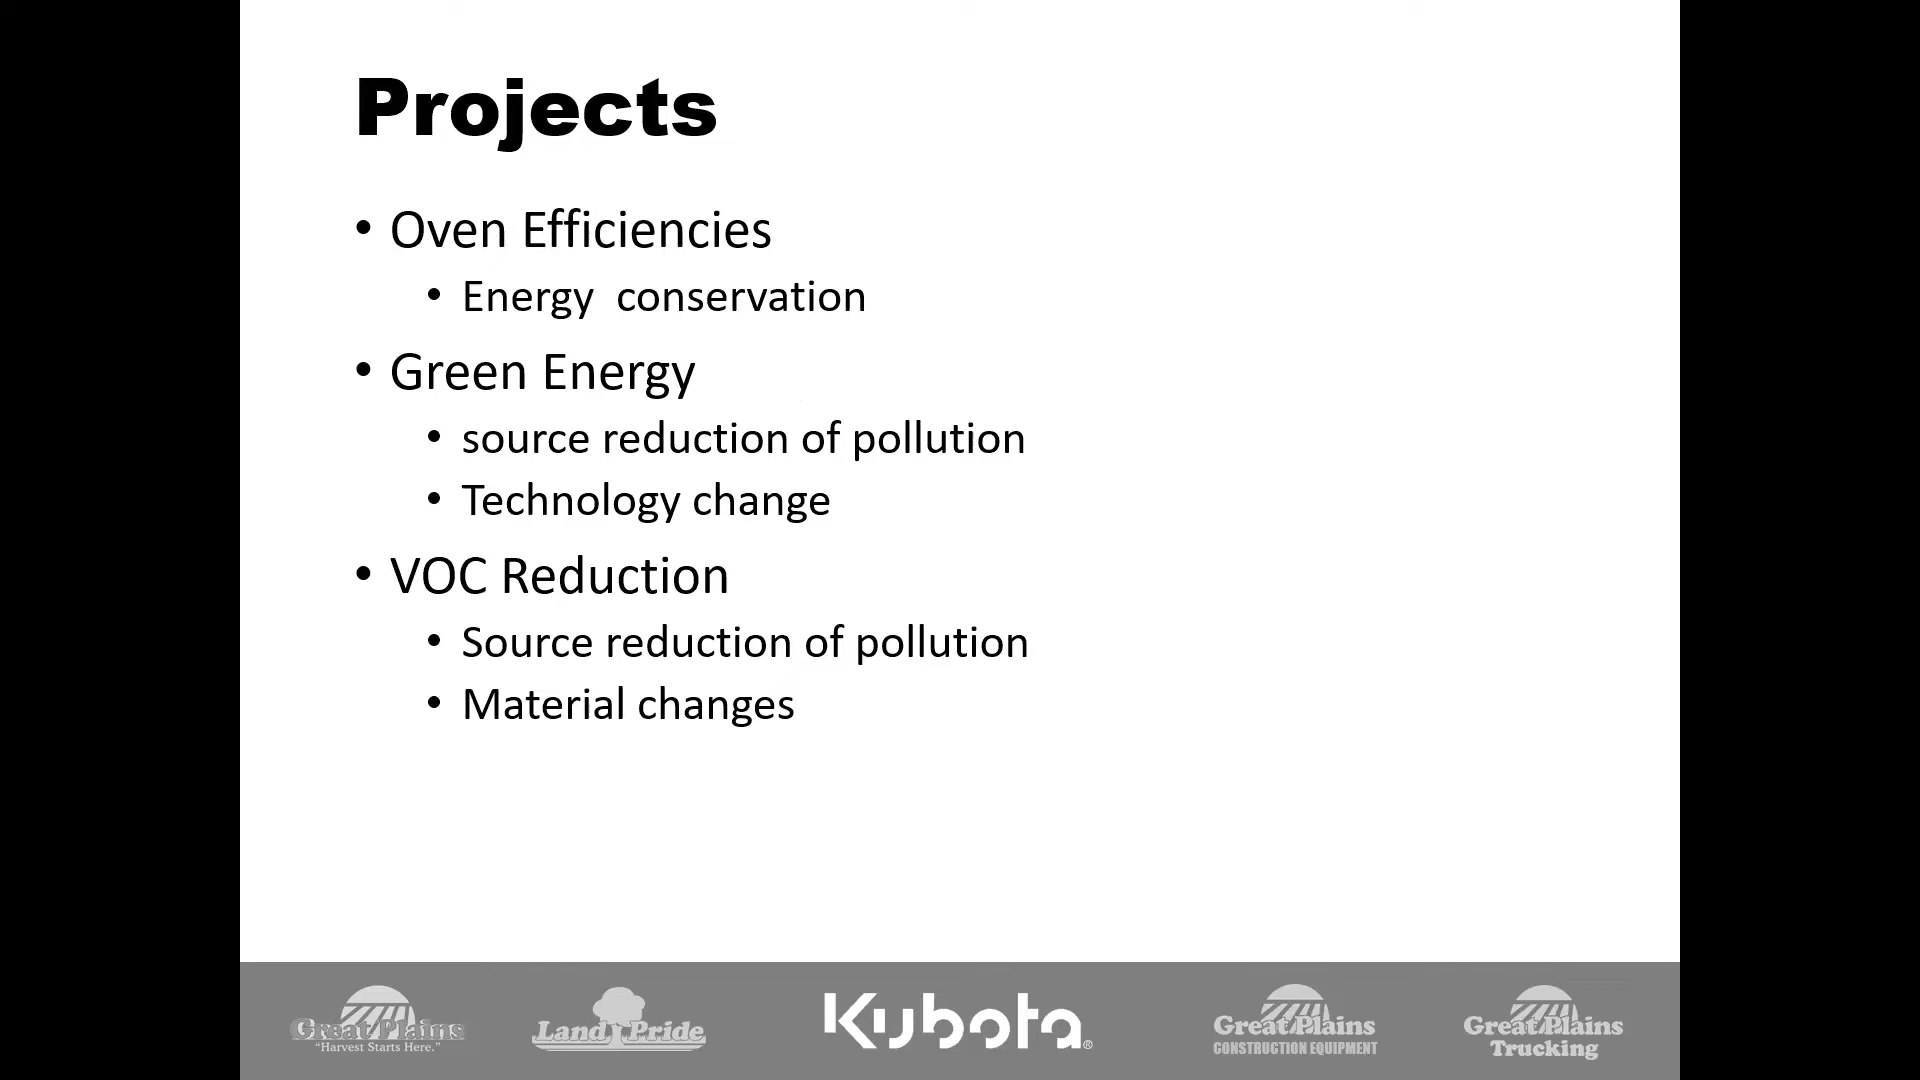 Projects
• Oven Efficiencies
• Energy  conservation
• Green Energy
• source reduction of pollution
• Technology change
• VOC Reduction
• Source reduction of pollution
• Material changes
Great Plains
“Harvest Starts Here.”
Land Pride
Kubota®
Great Plains
CONSTRUCTION EQUIPMENT
Great Plains
Trucking